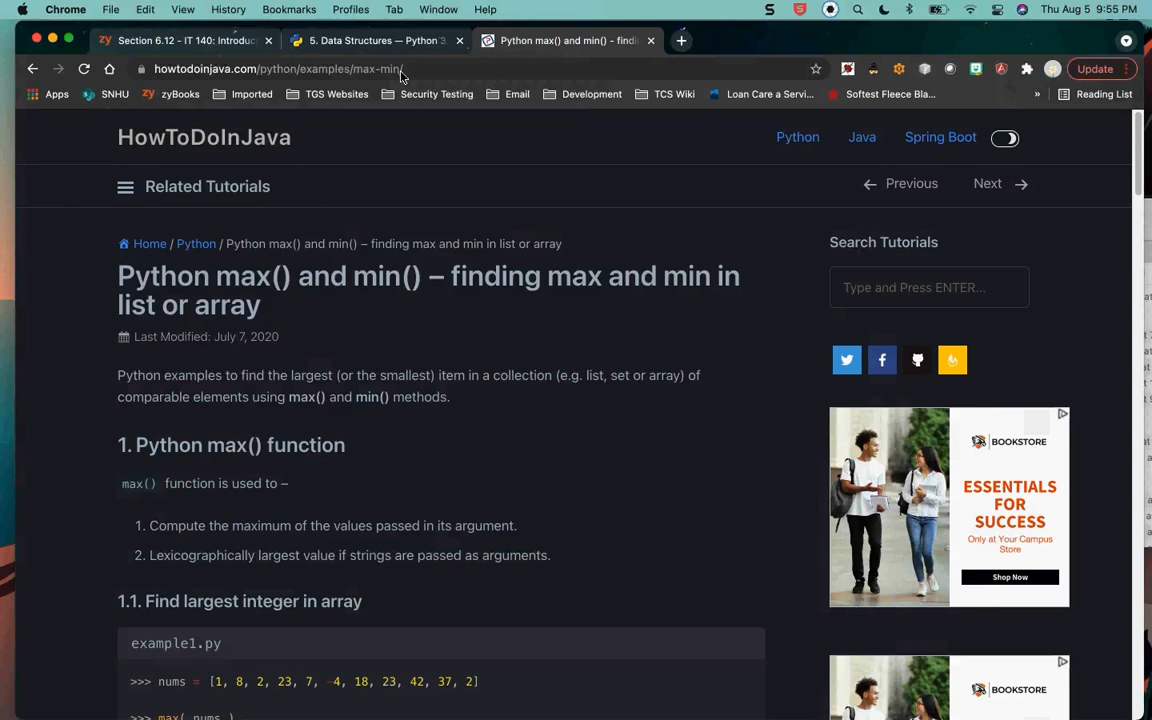 Chrome File Edit View History Bookmarks Profiles Tab Window Help Thu Aug 5 9:55 PM
zy Section 6.12 - IT 140: Introduc 5. Data Structures — Python 3 Python max() and min() - findi
howtodoinjava.com/python/examples/max-min/ Update
Apps SNHU zy zyBooks Imported TGS Websites Security Testing Email Development TCS Wiki Loan Care a Servi... Softest Fleece Bla... » Reading List
HowToDoInJava Python Java Spring Boot
Related Tutorials Previous Next
Home / Python / Python max() and min() – finding max and min in list or array
Search Tutorials
Python max() and min() – finding max and min in
list or array
Type and Press ENTER...
Last Modified: July 7, 2020
Python examples to find the largest (or the smallest) item in a collection (e.g. list, set or array) of
comparable elements using max() and min() methods.
1. Python max() function
max() function is used to –
1. Compute the maximum of the values passed in its argument.
2. Lexicographically largest value if strings are passed as arguments.
1.1. Find largest integer in array
example1.py
>>> nums = [1, 8, 2, 23, 7, -4, 18, 23, 42, 37, 2]
>>> max( nums )
BOOKSTORE
ESSENTIALS
FOR
SUCCESS
Only at Your Campus
Store
Shop Now
BOOKSTORE